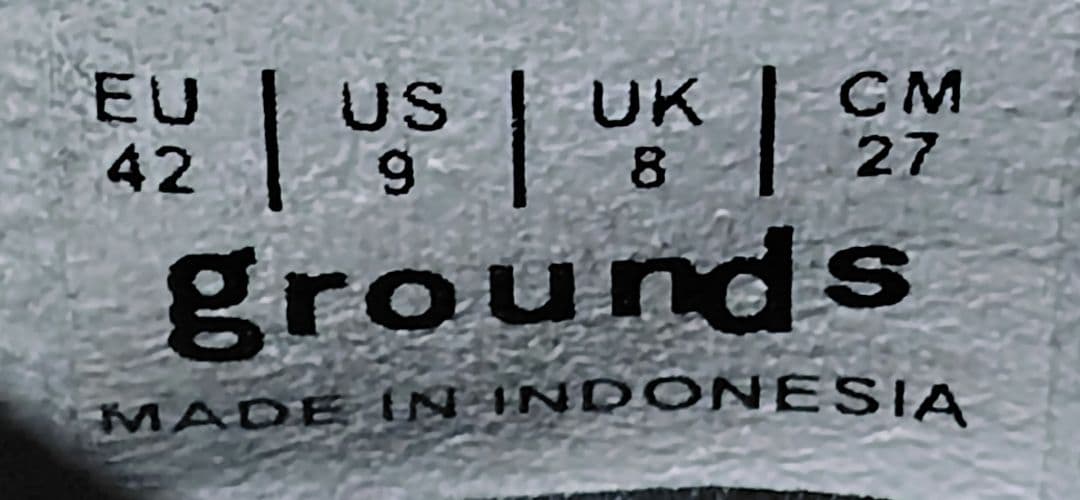 EU | US | UK | CM
42 | 9 | 8 | 27
grounds
MADE IN INDONESIA